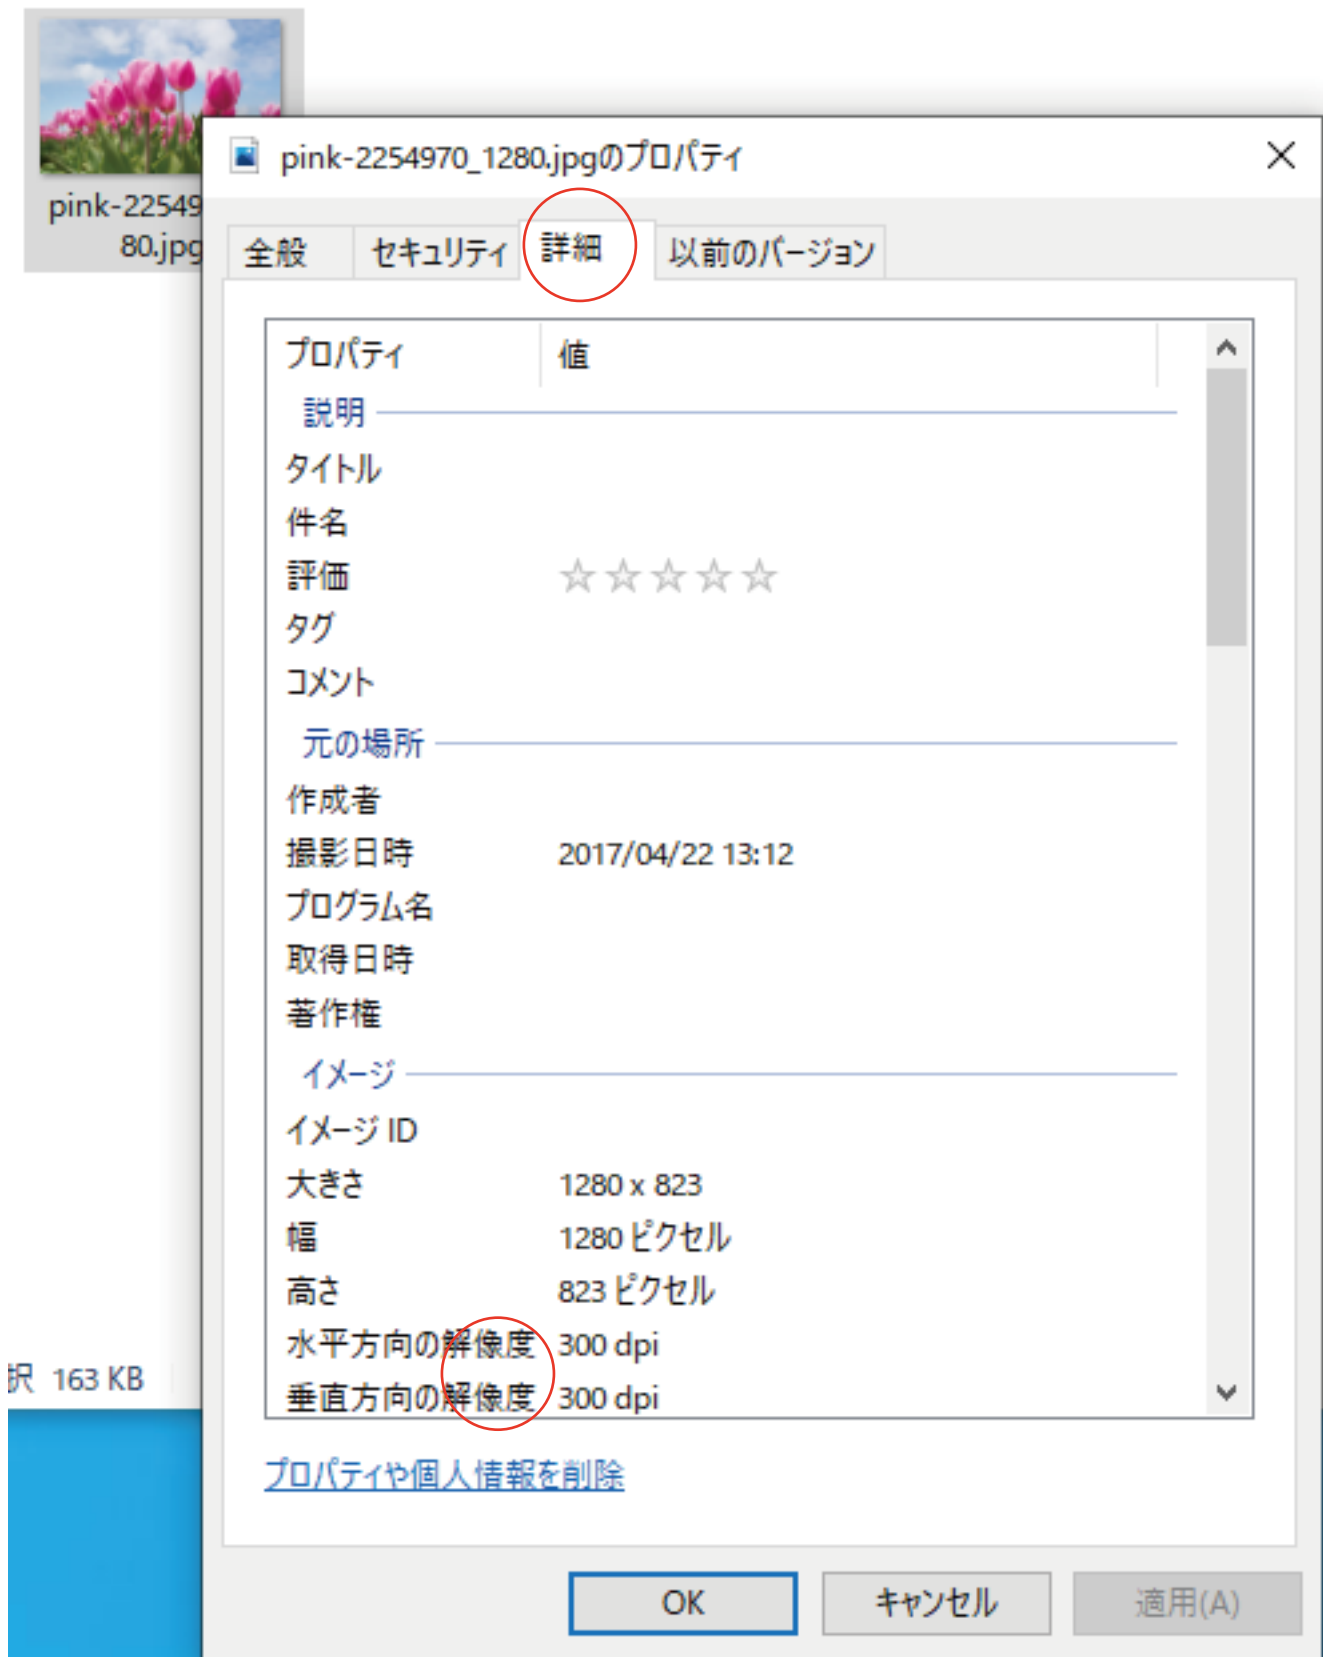 pink-22549
80.jpg
pink-2254970_1280.jpgのプロパティ
全般 セキュリティ 詳細 以前のバージョン
プロパティ 値
説明
タイトル
件名
評価 ☆☆☆☆☆
タグ
コメント
元の場所
作成者
撮影日時 2017/04/22 13:12
プログラム名
取得日時
著作権
イメージ
イメージ ID
大きさ 1280 x 823
幅 1280 ピクセル
高さ 823 ピクセル
水平方向の解像度 300 dpi
垂直方向の解像度 300 dpi
択 163 KB
プロパティや個人情報を削除
OK キャンセル 適用(A)